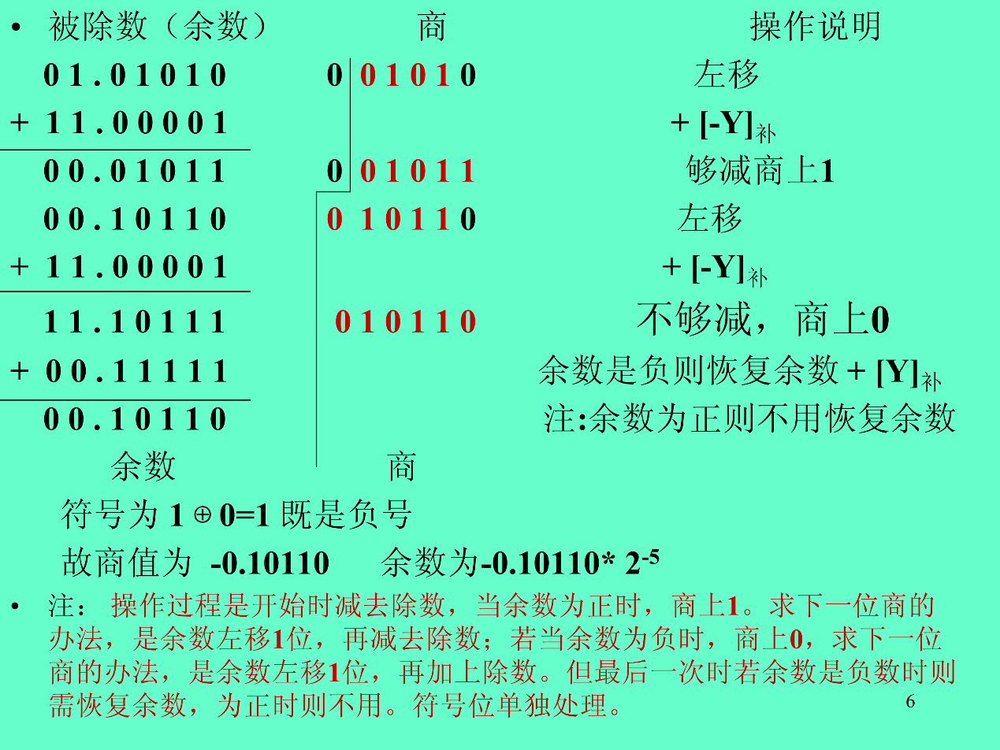 • 被除数（余数） 商 操作说明
01.01010 0 010 10 左移
+ 11.00001 + [-Y]补
00.01011 0 01011 够减商上1
00.10110 0 10110 左移
+ 11.00001 + [-Y]补
11.10111 010110 不够减，商上0
+ 00.11111 余数是负则恢复余数 + [Y]补
00.10110 注:余数为正则不用恢复余数
余数 商
符号为 1 ⊕ 0=1 既是负号
故商值为 -0.10110 余数为-0.10110* 2-5
• 注： 操作过程是开始时减去除数，当余数为正时，商上1。求下一位商的
办法，是余数左移1位，再减去除数；若当余数为负时，商上0，求下一位
商的办法，是余数左移1位，再加上除数。但最后一次时若余数是负数时则
需恢复余数，为正时则不用。符号位单独处理。
6